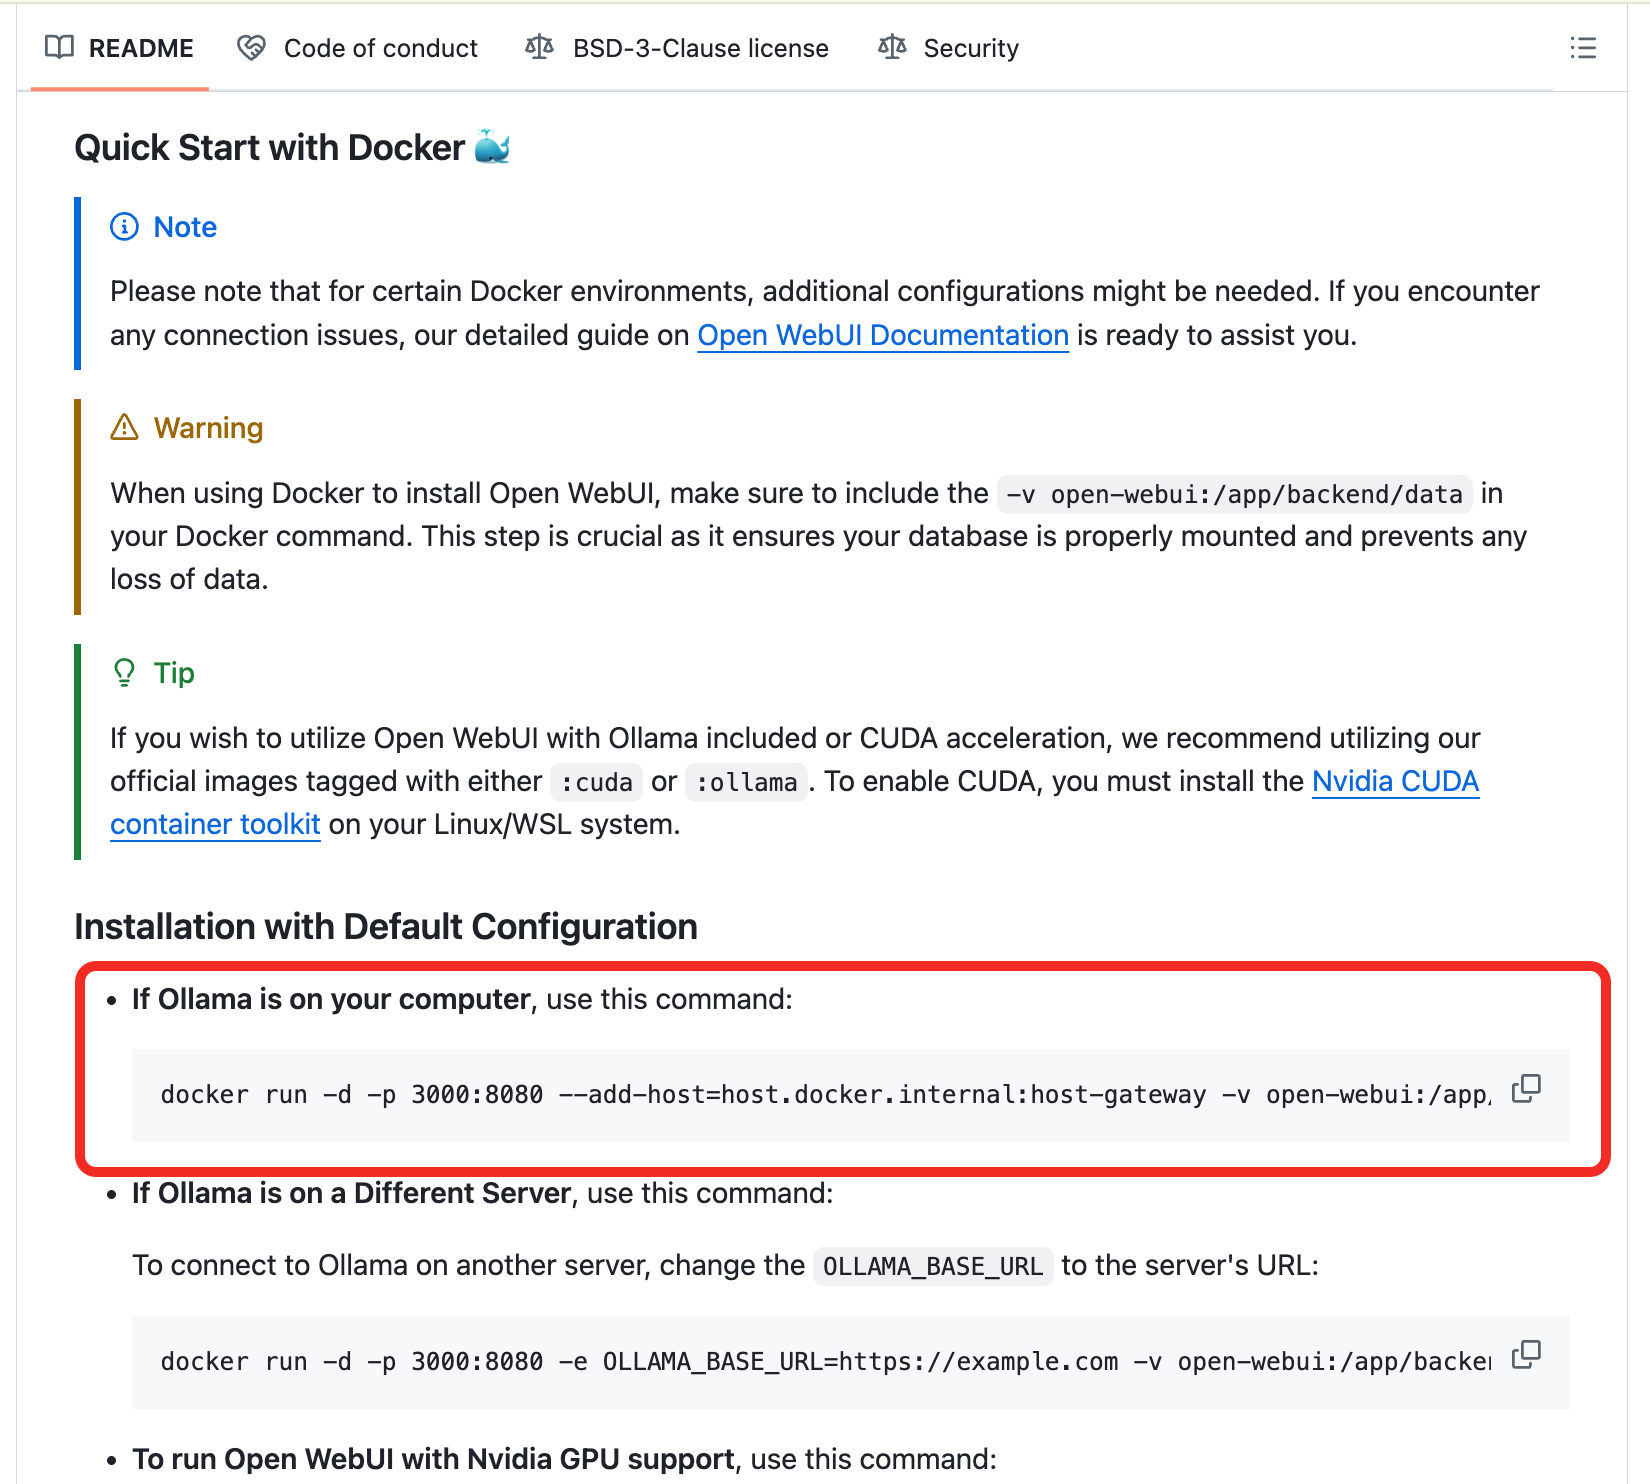 README Code of conduct BSD-3-Clause license Security
Quick Start with Docker 🐳
Note
Please note that for certain Docker environments, additional configurations might be needed. If you encounter
any connection issues, our detailed guide on Open WebUI Documentation is ready to assist you.
Warning
When using Docker to install Open WebUI, make sure to include the -v open-webui:/app/backend/data in
your Docker command. This step is crucial as it ensures your database is properly mounted and prevents any
loss of data.
Tip
If you wish to utilize Open WebUI with Ollama included or CUDA acceleration, we recommend utilizing our
official images tagged with either :cuda or :ollama. To enable CUDA, you must install the Nvidia CUDA
container toolkit on your Linux/WSL system.
Installation with Default Configuration
• If Ollama is on your computer, use this command:
docker run -d -p 3000:8080 --add-host=host.docker.internal:host-gateway -v open-webui:/app/
• If Ollama is on a Different Server, use this command:
To connect to Ollama on another server, change the OLLAMA_BASE_URL to the server's URL:
docker run -d -p 3000:8080 -e OLLAMA_BASE_URL=https://example.com -v open-webui:/app/backen
• To run Open WebUI with Nvidia GPU support, use this command: